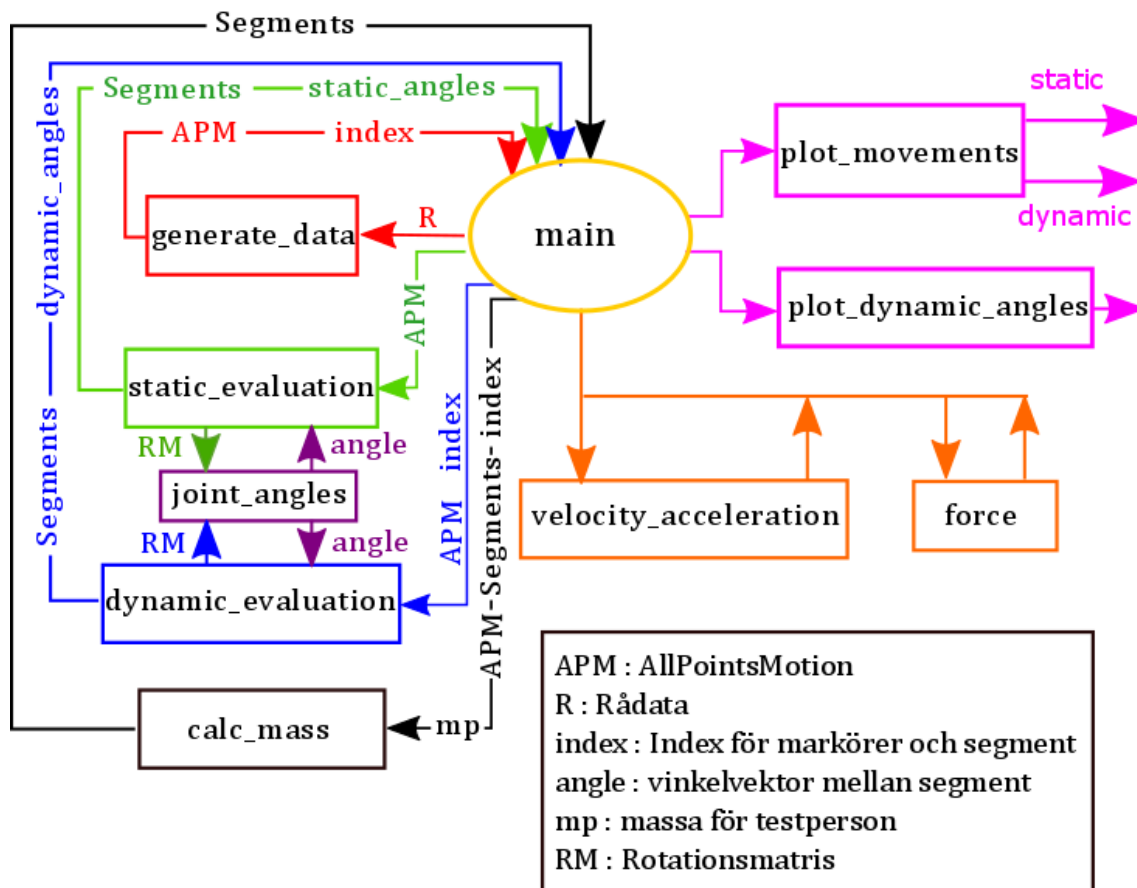 Segments
Segments static_angles
APM index
dynamic_angles
Segments
static
plot_movements
dynamic
main
R
generate_data
APM
plot_dynamic_angles
static_evaluation
RM
angle
joint_angles
RM
angle
APM index
APM-Segments-index
velocity_acceleration
force
dynamic_evaluation
calc_mass
mp
APM : AllPointsMotion
R : Rådata
index : Index för markörer och segment
angle : vinkelvektor mellan segment
mp : massa för testperson
RM : Rotationsmatris